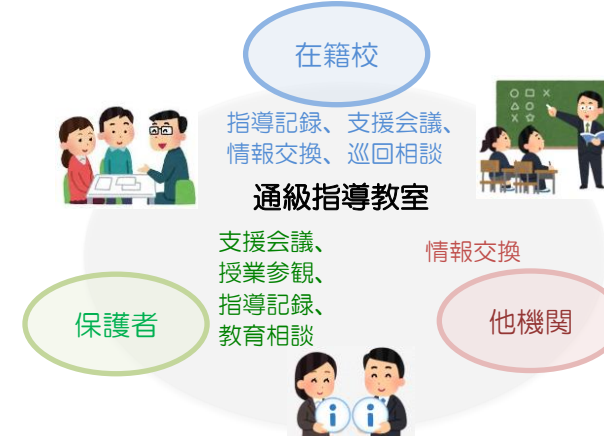 在籍校
指導記録、支援会議、
情報交換、巡回相談
通級指導教室
支援会議、
授業参観、
指導記録、
教育相談
情報交換
保護者
他機関